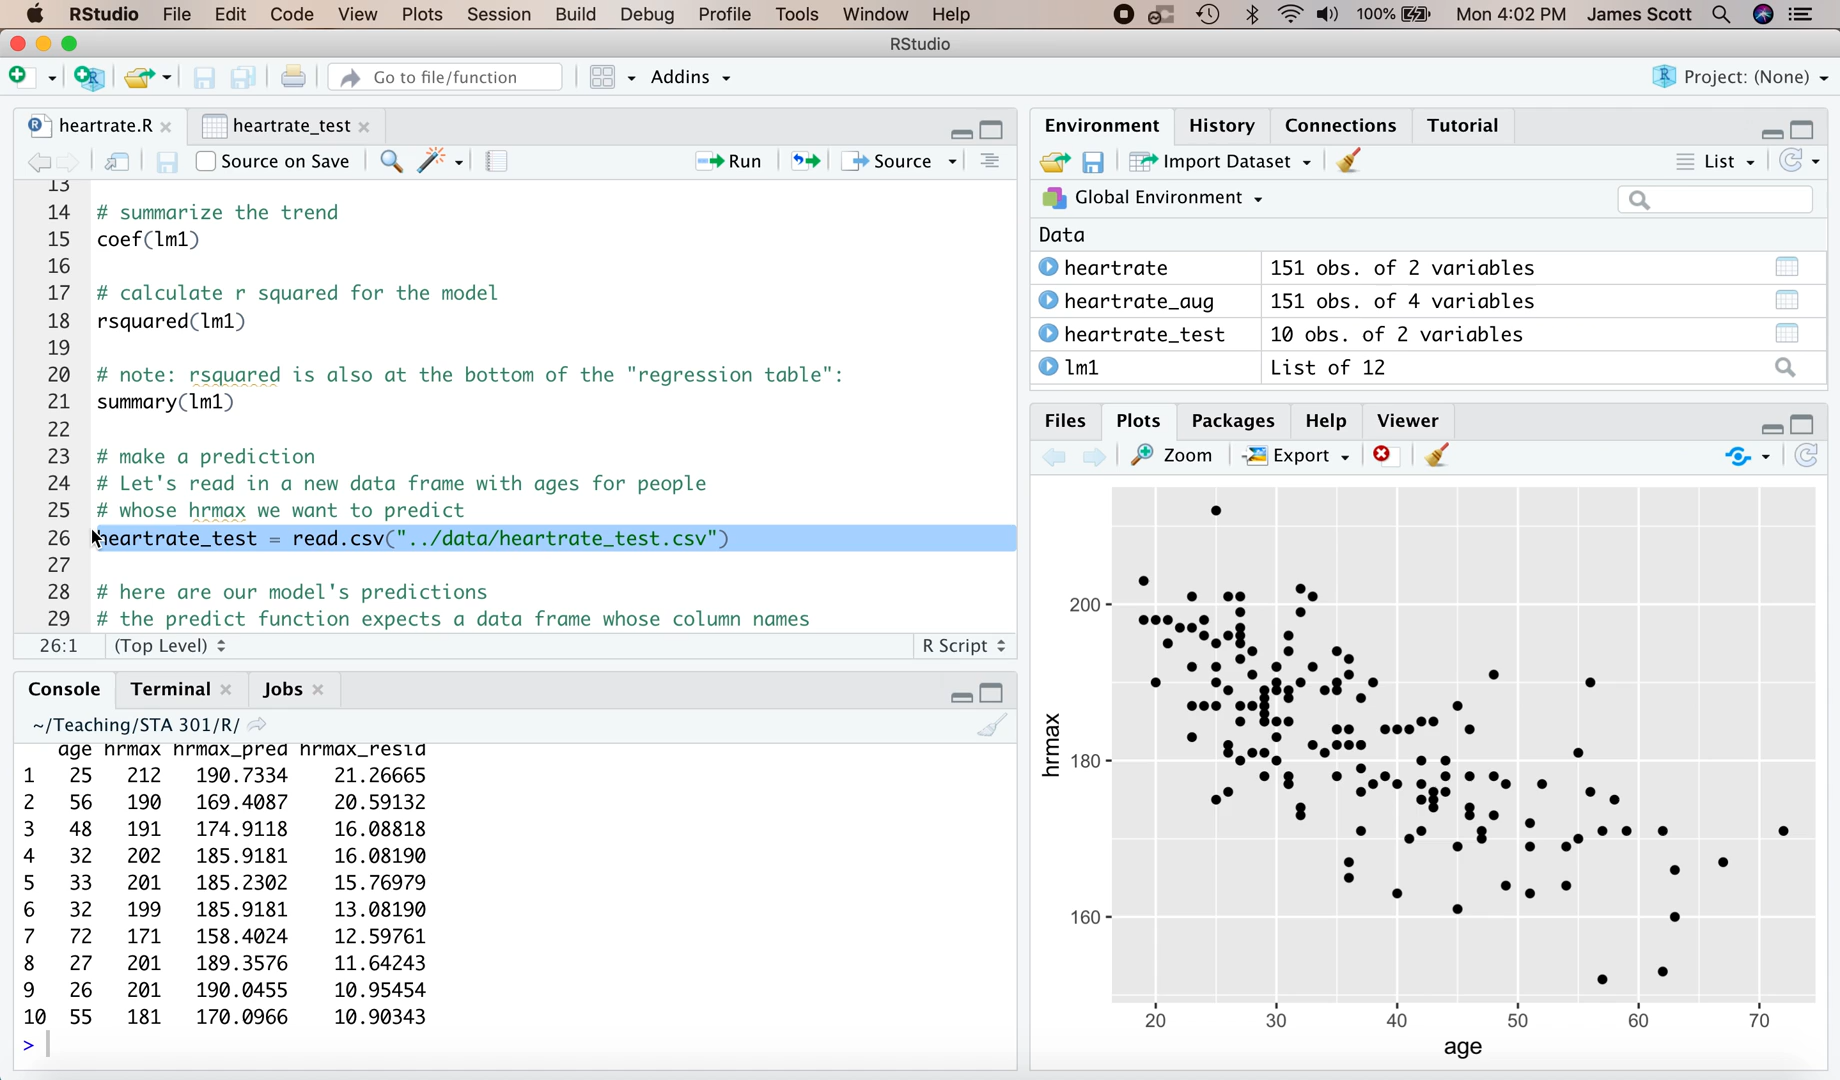 RStudio File Edit Code View Plots Session Build Debug Profile Tools Window Help 100% Mon 4:02 PM James Scott
RStudio
Go to file/function Addins Project: (None)
heartrate.R heartrate_test
Source on Save Run Source
13
14 # summarize the trend
15 coef(lm1)
16
17 # calculate r squared for the model
18 rsquared(lm1)
19
20 # note: rsquared is also at the bottom of the "regression table":
21 summary(lm1)
22
23 # make a prediction
24 # Let's read in a new data frame with ages for people
25 # whose hrmax we want to predict
26 heartrate_test = read.csv("../data/heartrate_test.csv")
27
28 # here are our model's predictions
29 # the predict function expects a data frame whose column names
26:1 (Top Level) R Script
Console Terminal Jobs
~/Teaching/STA 301/R/
age hrmax hrmax_pred hrmax_resid
1 25 212 190.7334 21.26665
2 56 190 169.4087 20.59132
3 48 191 174.9118 16.08818
4 32 202 185.9181 16.08190
5 33 201 185.2302 15.76979
6 32 199 185.9181 13.08190
7 72 171 158.4024 12.59761
8 27 201 189.3576 11.64243
9 26 201 190.0455 10.95454
10 55 181 170.0966 10.90343
>
Environment History Connections Tutorial
Import Dataset List
Global Environment
Data
heartrate 151 obs. of 2 variables
heartrate_aug 151 obs. of 4 variables
heartrate_test 10 obs. of 2 variables
lm1 List of 12
Files Plots Packages Help Viewer
Zoom Export
200
180
160
hrmax
20 30 40 50 60 70
age